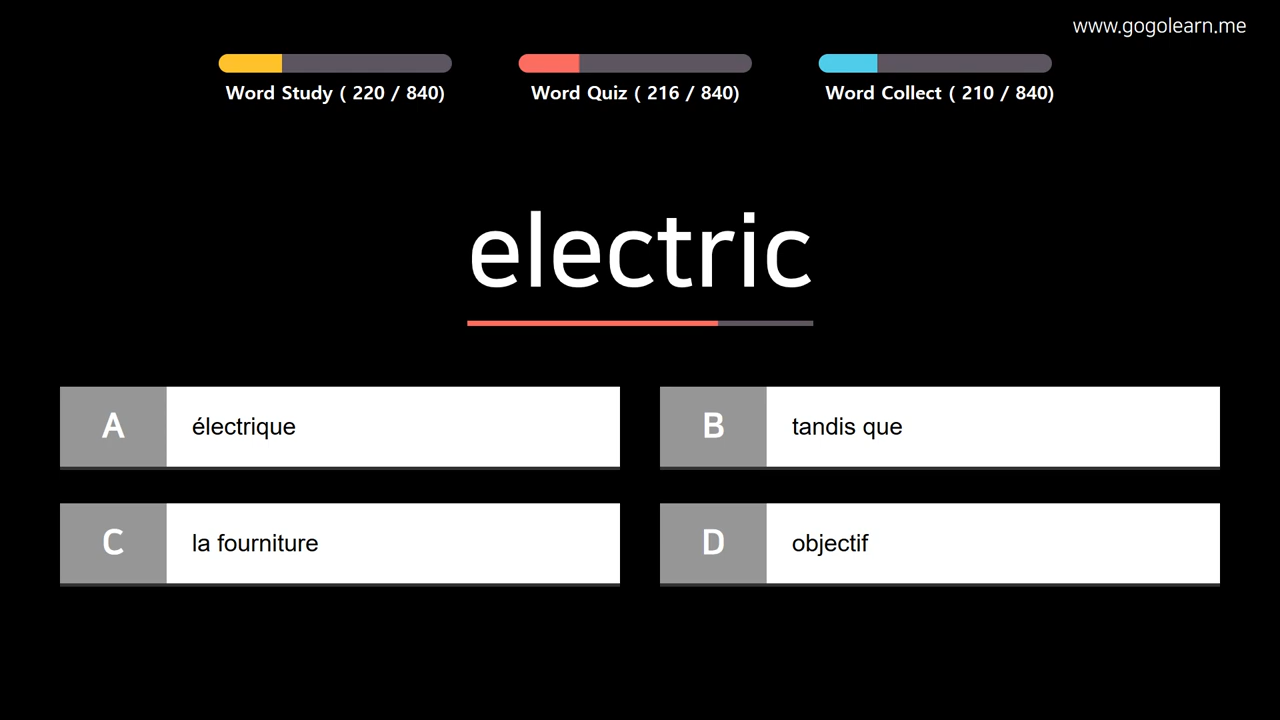 www.gogolearn.me
Word Study ( 220 / 840)
Word Quiz ( 216 / 840)
Word Collect ( 210 / 840)
electric
A électrique
B tandis que
C la fourniture
D objectif